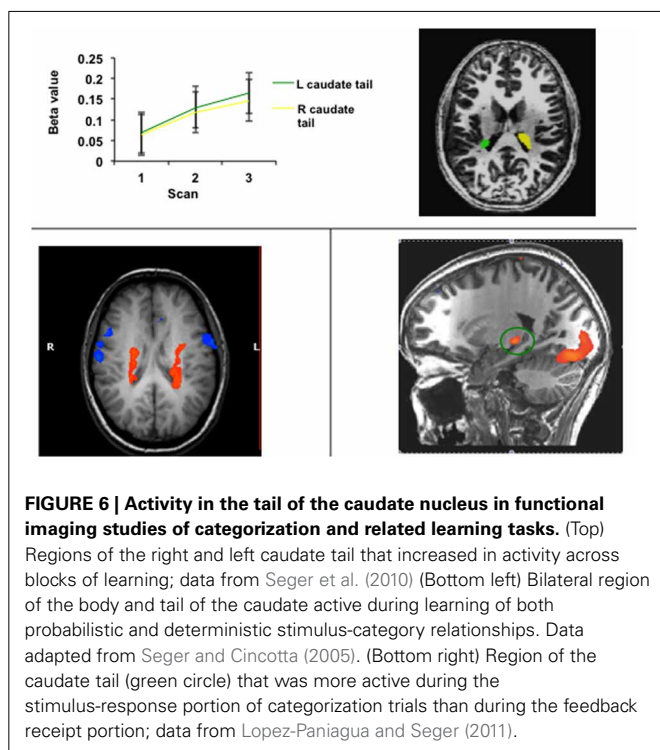 0.25
0.2
0.15
0.1
0.05
0
Beta value
1 2 3
Scan
L caudate tail
R caudate
tail
R
L
FIGURE 6 | Activity in the tail of the caudate nucleus in functional
imaging studies of categorization and related learning tasks. (Top)
Regions of the right and left caudate tail that increased in activity across
blocks of learning; data from Seger et al. (2010) (Bottom left) Bilateral region
of the body and tail of the caudate active during learning of both
probabilistic and deterministic stimulus-category relationships. Data
adapted from Seger and Cincotta (2005). (Bottom right) Region of the
caudate tail (green circle) that was more active during the
stimulus-response portion of categorization trials than during the feedback
receipt portion; data from Lopez-Paniagua and Seger (2011).